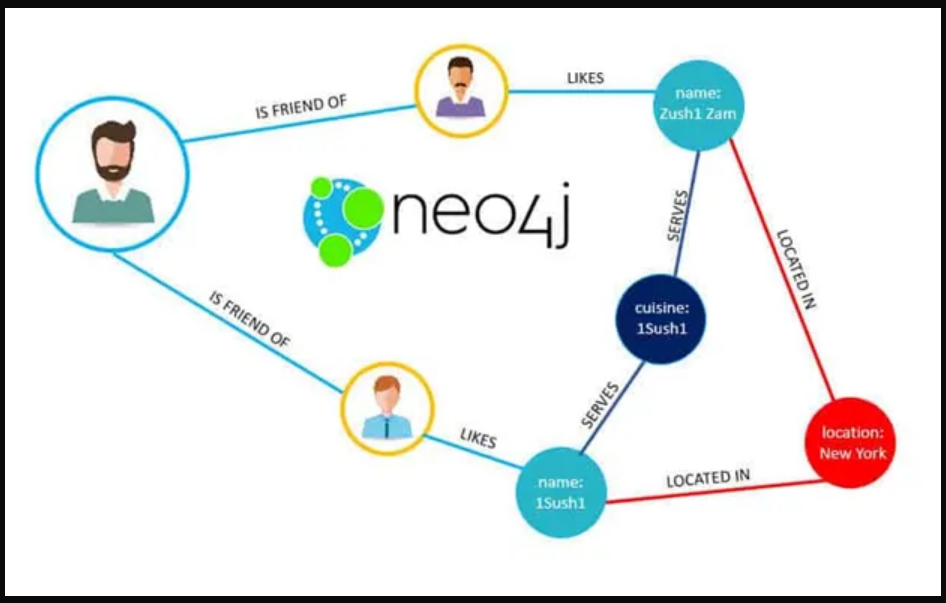 IS FRIEND OF
LIKES
name:
Zush1 Zam
neo4j
SERVES
LOCATED IN
cuisine:
1Sush1
IS FRIEND OF
SERVES
LIKES
location:
New York
name:
1Sush1
LOCATED IN